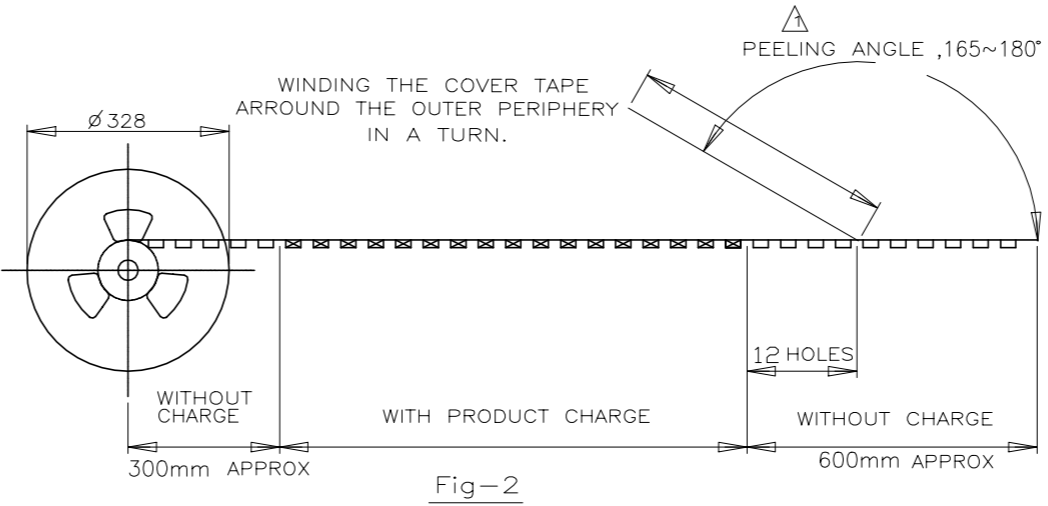 1
PEELING ANGLE ,165~180°
WINDING THE COVER TAPE
ARROUND THE OUTER PERIPHERY
IN A TURN.
Ø328
12 HOLES
WITHOUT
CHARGE
WITH PRODUCT CHARGE
WITHOUT CHARGE
300mm APPROX
600mm APPROX
Fig-2